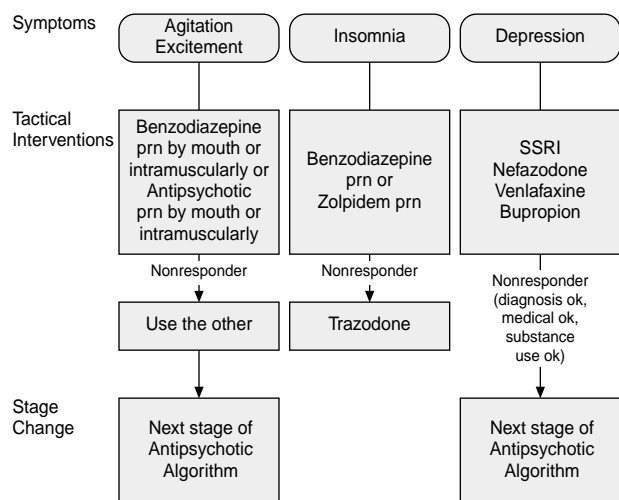 Symptoms
Agitation
Excitement
Insomnia
Depression
Tactical
Interventions
Benzodiazepine
prn by mouth or
intramuscularly or
Antipsychotic
prn by mouth or
intramuscularly
Benzodiazepine
prn or
Zolpidem prn
SSRI
Nefazodone
Venlafaxine
Bupropion
Nonresponder
Nonresponder
Nonresponder
(diagnosis ok,
medical ok,
substance
use ok)
Use the other
Trazodone
Stage
Change
Next stage of
Antipsychotic
Algorithm
Next stage of
Antipsychotic
Algorithm